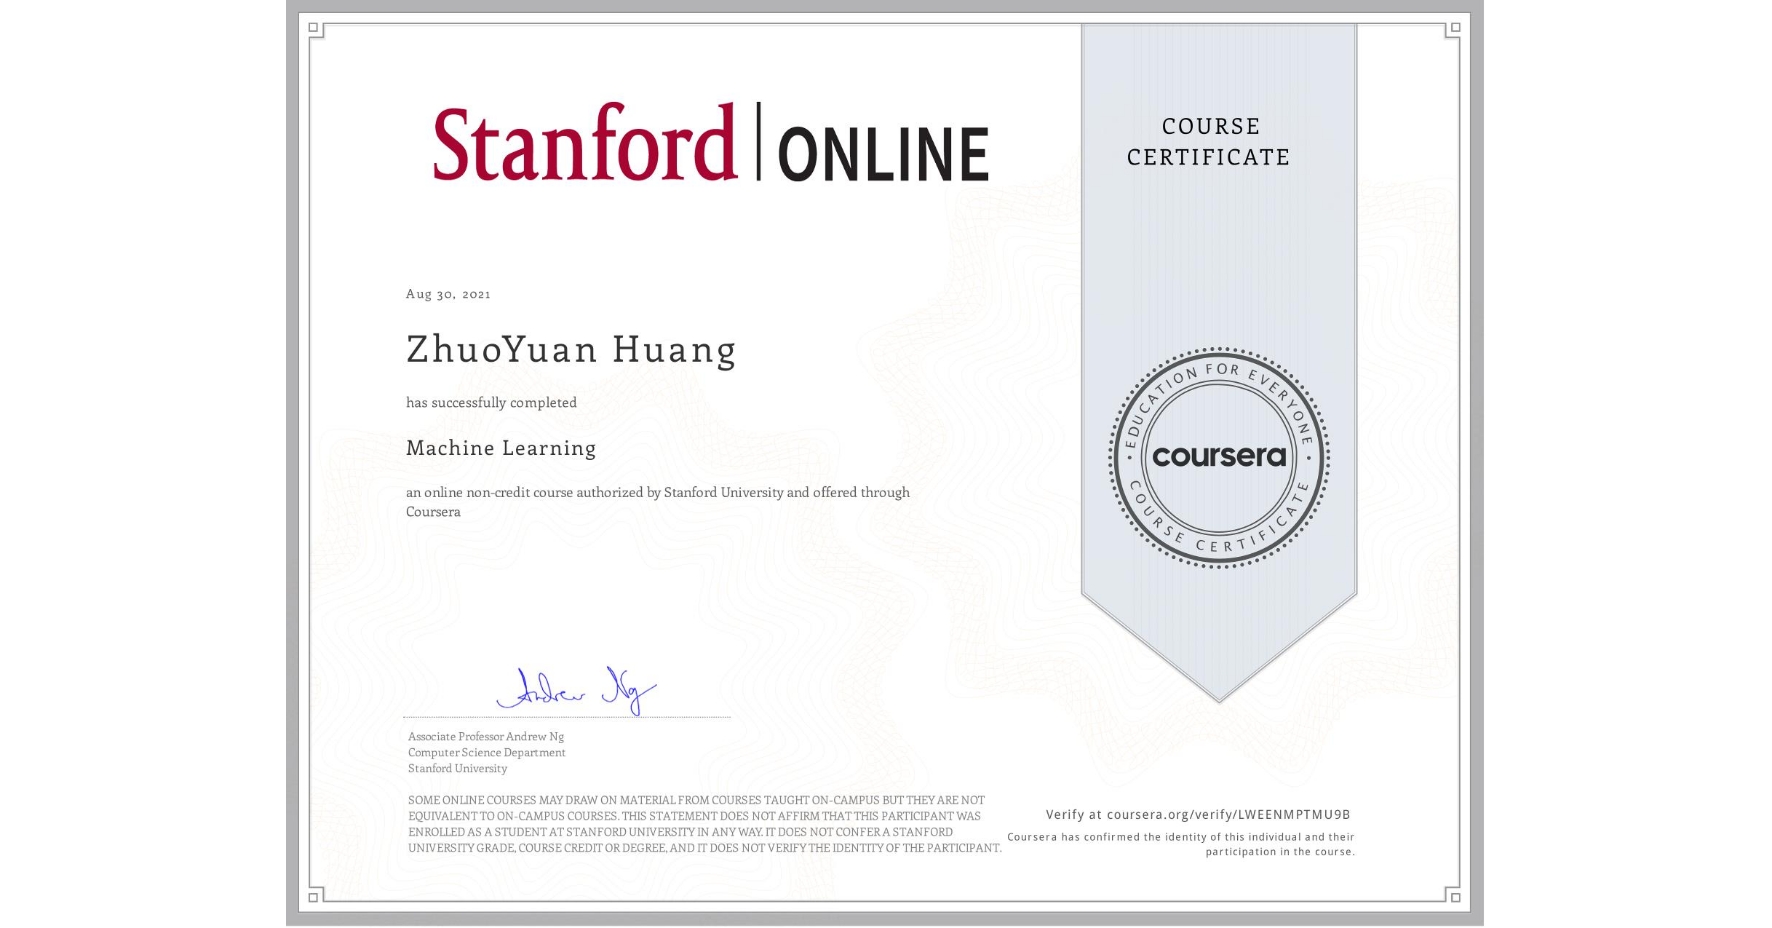 Stanford | ONLINE
COURSE
CERTIFICATE
Aug 30, 2021
ZhuoYuan Huang
has successfully completed
Machine Learning
an online non-credit course authorized by Stanford University and offered through
Coursera
EDUCATION FOR EVERYONE
coursera
COURSE CERTIFICATE
Andrew Ng
Associate Professor Andrew Ng
Computer Science Department
Stanford University
SOME ONLINE COURSES MAY DRAW ON MATERIAL FROM COURSES TAUGHT ON-CAMPUS BUT THEY ARE NOT
EQUIVALENT TO ON-CAMPUS COURSES. THIS STATEMENT DOES NOT AFFIRM THAT THIS PARTICIPANT WAS
ENROLLED AS A STUDENT AT STANFORD UNIVERSITY IN ANY WAY. IT DOES NOT CONFER A STANFORD
UNIVERSITY GRADE, COURSE CREDIT OR DEGREE, AND IT DOES NOT VERIFY THE IDENTITY OF THE PARTICIPANT.
Verify at coursera.org/verify/LWEENMPTMU9B
Coursera has confirmed the identity of this individual and their
participation in the course.